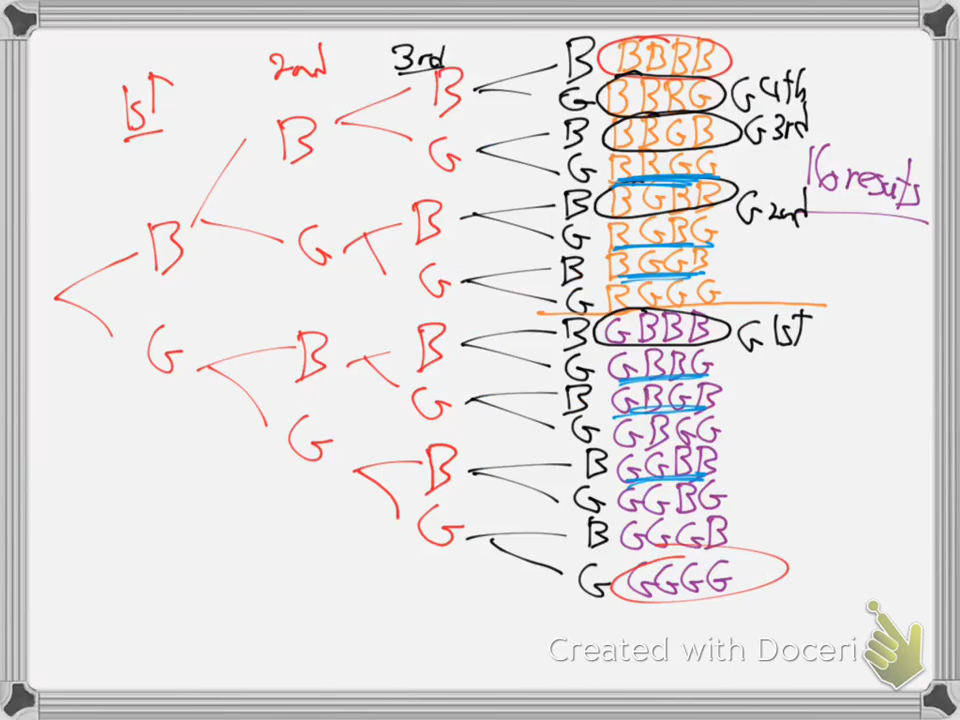 1st 2nd 3rd
B B B B BBBB
G BBBG G 4th
G B BBGB G 3rd
G BBGG
16 resuts
B G B B BGBB G 2nd
G BGBG
G B BGGB
G BGGG
G B B B GBBB G 1st
G GBBG
G B GBGB
G GBGG
G B B GGBB
G GGBG
G B GGGB
G GGGG
Created with Doceri